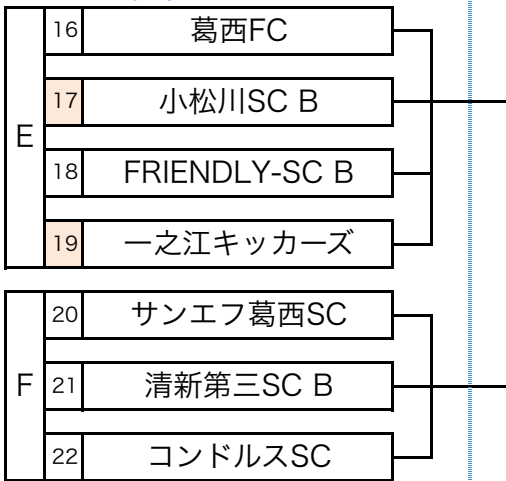 E
16 葛西FC
17 小松川SC B
18 FRIENDLY-SC B
19 一之江キッカーズ
F
20 サンエフ葛西SC
21 清新第三SC B
22 コンドルスSC